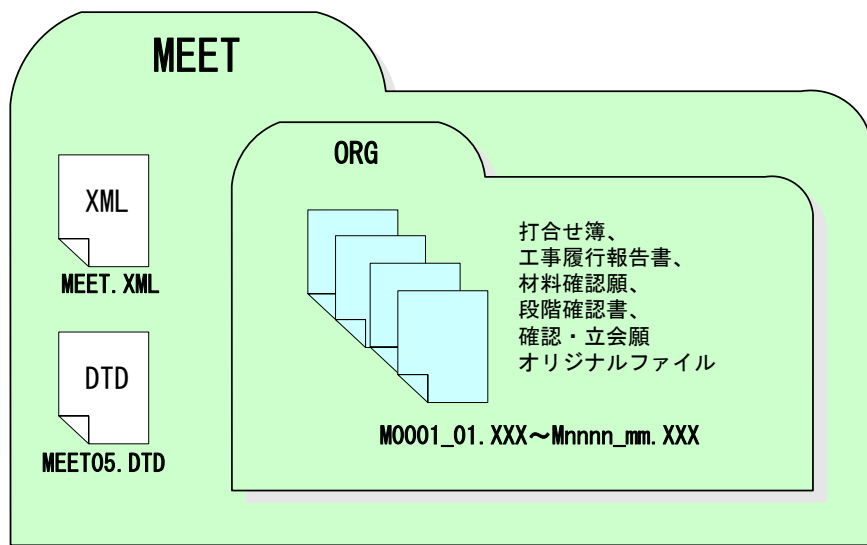 MEET
ORG
XML
MEET.XML
DTD
MEET05.DTD
打合せ簿、
工事履行報告書、
材料確認願、
段階確認書、
確認・立会願
オリジナルファイル
M0001_01.XXX～Mnnnn_mm.XXX